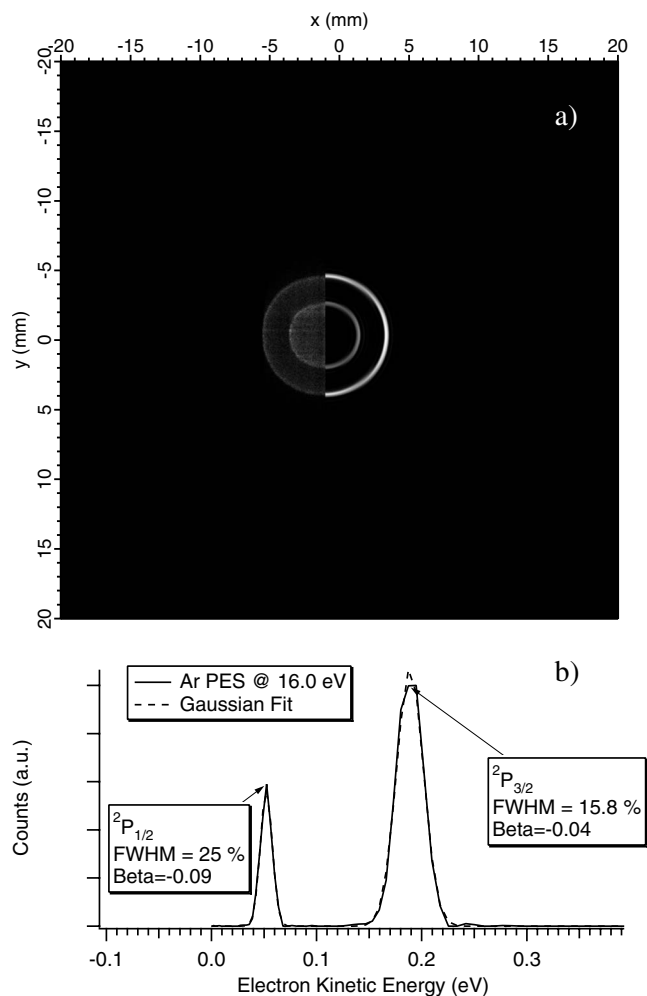 x (mm)
-20 -15 -10 -5 0 5 10 15 20
a)
y (mm)
-20
-15
-10
-5
0
5
10
15
20
b)
Ar PES @ 16.0 eV
Gaussian Fit
Counts (a.u.)
2P1/2
FWHM = 25 %
Beta=-0.09
2P3/2
FWHM = 15.8 %
Beta=-0.04
-0.1 0.0 0.1 0.2 0.3
Electron Kinetic Energy (eV)